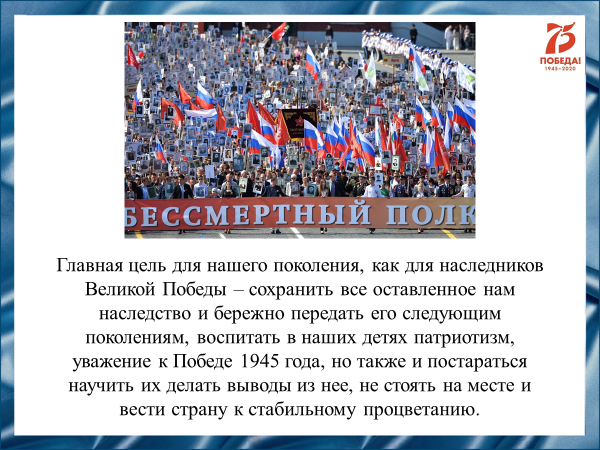 75
ПОБЕДА!
1945–2020
БЕССМЕРТНЫЙ ПОЛК
Главная цель для нашего поколения, как для наследников
Великой Победы – сохранить все оставленное нам
наследство и бережно передать его следующим
поколениям, воспитать в наших детях патриотизм,
уважение к Победе 1945 года, но также и постараться
научить их делать выводы из нее, не стоять на месте и
вести страну к стабильному процветанию.